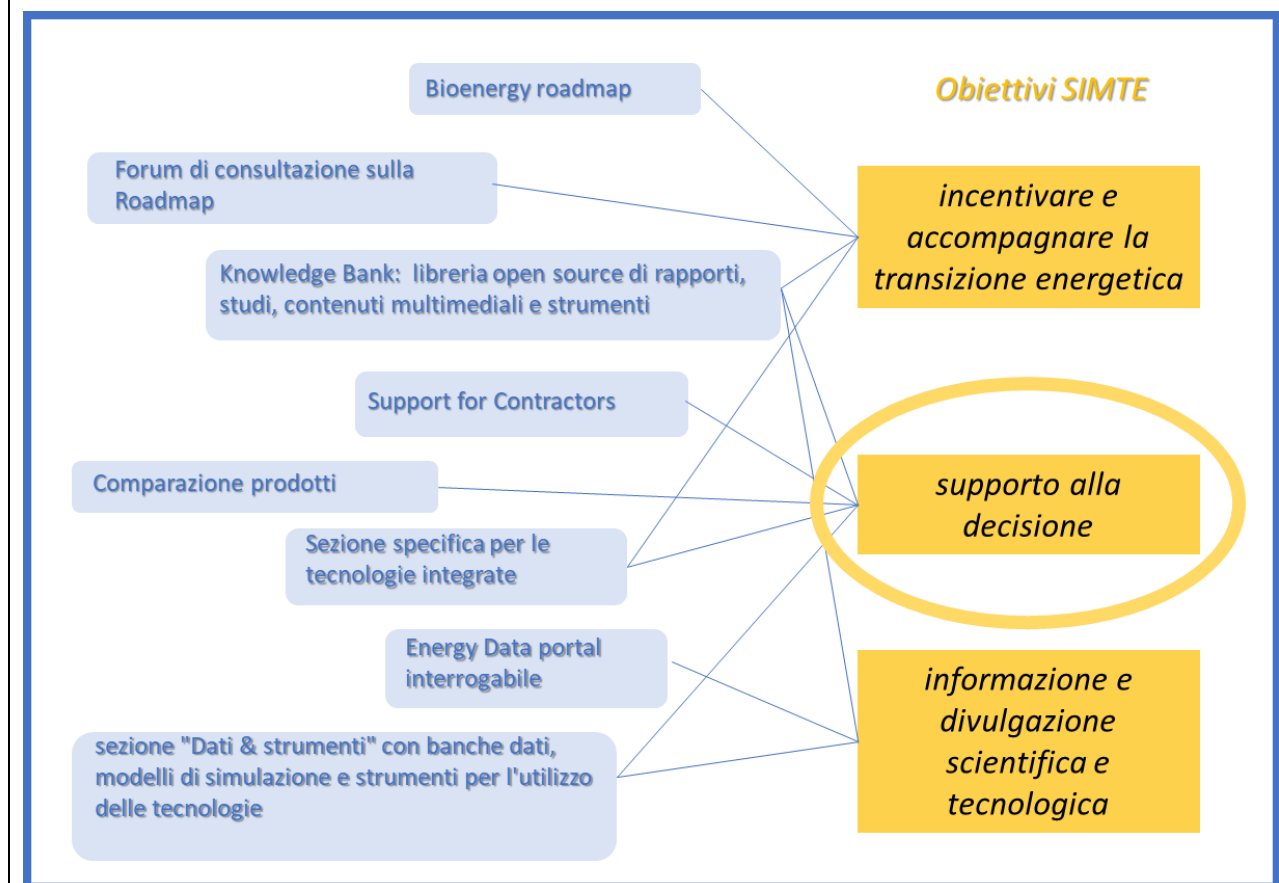 Bioenergy roadmap
Obiettivi SIMTE
Forum di consultazione sulla
Roadmap
incentivare e
accompagnare la
transizione energetica
Knowledge Bank: libreria open source di rapporti,
studi, contenuti multimediali e strumenti
Support for Contractors
Comparazione prodotti
supporto alla
decisione
Sezione specifica per le
tecnologie integrate
Energy Data portal
interrogabile
informazione e
divulgazione
scientifica e
tecnologica
sezione "Dati & strumenti" con banche dati,
modelli di simulazione e strumenti per l'utilizzo
delle tecnologie